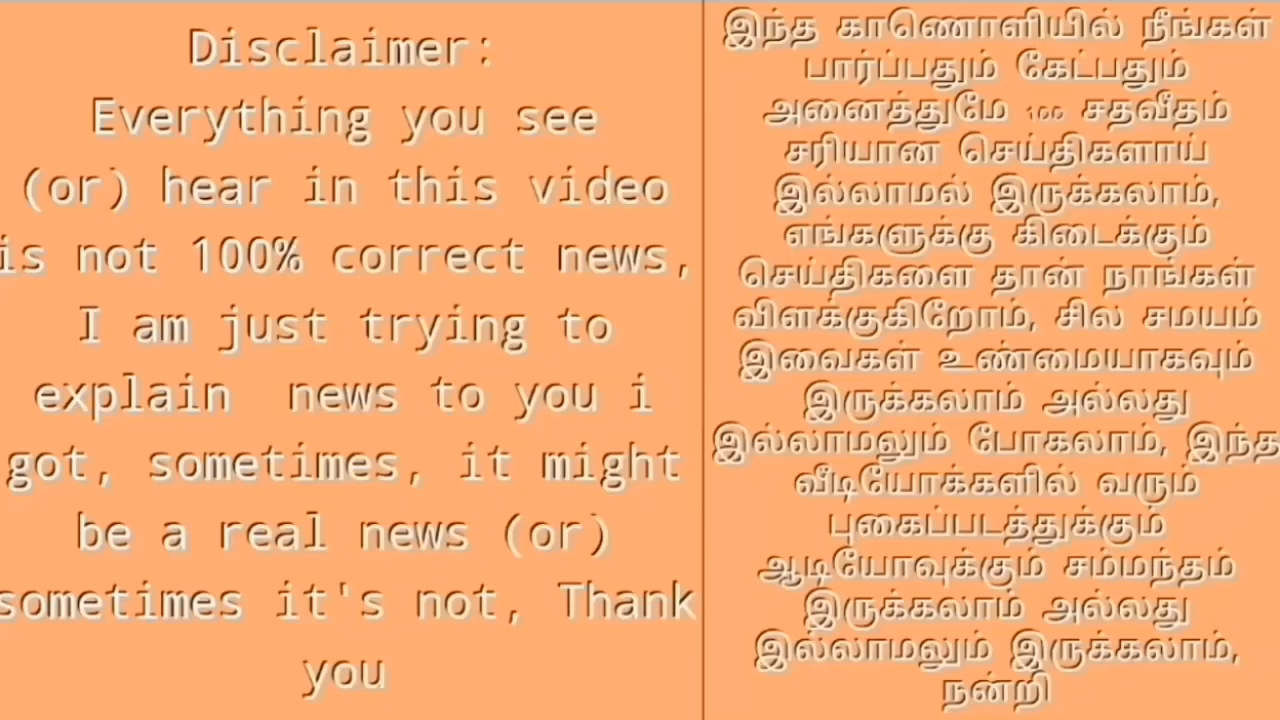 Disclaimer:
Everything you see
(or) hear in this video
is not 100% correct news,
I am just trying to
explain  news to you i
got, sometimes, it might
be a real news (or)
sometimes it's not, Thank
you
இந்த காணொளியில் நீங்கள்
பார்ப்பதும் கேட்பதும்
அனைத்துமே 100 சதவீதம்
சரியான செய்திகளாய்
இல்லாமல் இருக்கலாம்,
எங்களுக்கு கிடைக்கும்
செய்திகளை தான் நாங்கள்
விளக்குகிறோம், சில சமயம்
இவைகள் உண்மையாகவும்
இருக்கலாம் அல்லது
இல்லாமலும் போகலாம், இந்த
வீடியோக்களில் வரும்
புகைப்படத்துக்கும்
ஆடியோவுக்கும் சம்மந்தம்
இருக்கலாம் அல்லது
இல்லாமலும் இருக்கலாம்,
நன்றி